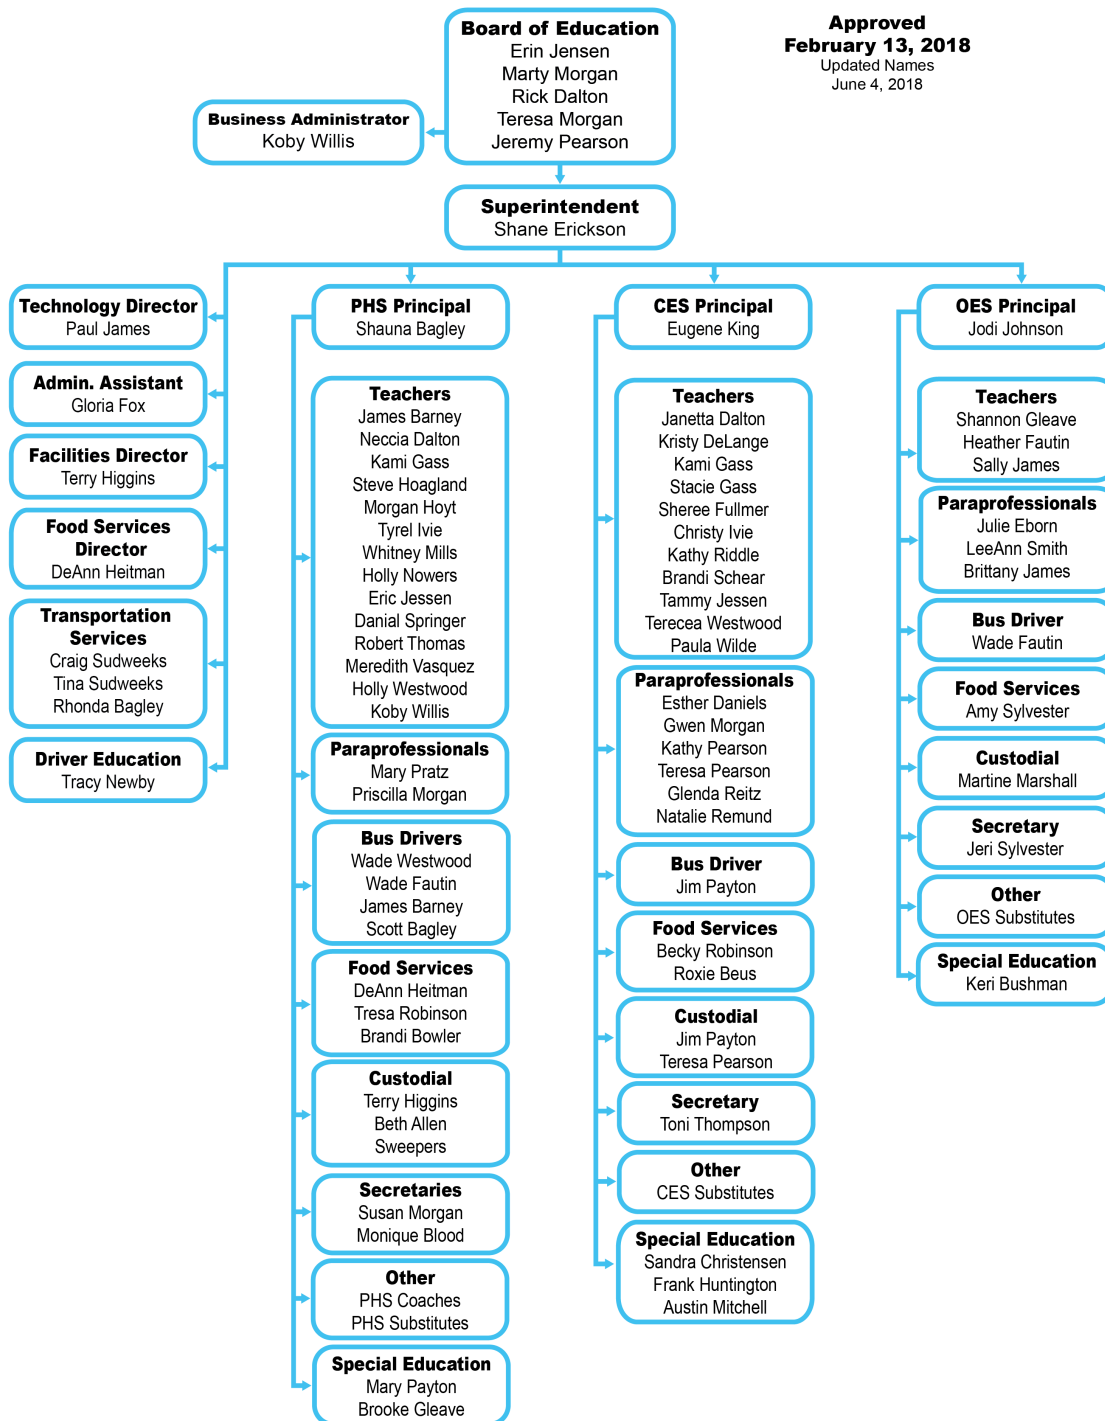 Board of Education
Erin Jensen
Marty Morgan
Rick Dalton
Teresa Morgan
Jeremy Pearson
Approved
February 13, 2018
Updated Names
June 4, 2018
Business Administrator
Koby Willis
Superintendent
Shane Erickson
Technology Director
Paul James
Admin. Assistant
Gloria Fox
Facilities Director
Terry Higgins
Food Services
Director
DeAnn Heitman
Transportation
Services
Craig Sudweeks
Tina Sudweeks
Rhonda Bagley
Driver Education
Tracy Newby
PHS Principal
Shauna Bagley
Teachers
James Barney
Neccia Dalton
Kami Gass
Steve Hoagland
Morgan Hoyt
Tyrel Ivie
Whitney Mills
Holly Nowers
Eric Jessen
Danial Springer
Robert Thomas
Meredith Vasquez
Holly Westwood
Koby Willis
Paraprofessionals
Mary Pratz
Priscilla Morgan
Bus Drivers
Wade Westwood
Wade Fautin
James Barney
Scott Bagley
Food Services
DeAnn Heitman
Tresa Robinson
Brandi Bowler
Custodial
Terry Higgins
Beth Allen
Sweepers
Secretaries
Susan Morgan
Monique Blood
Other
PHS Coaches
PHS Substitutes
Special Education
Mary Payton
Brooke Gleave
CES Principal
Eugene King
Teachers
Janetta Dalton
Kristy DeLange
Kami Gass
Stacie Gass
Sheree Fullmer
Christy Ivie
Kathy Riddle
Brandi Schear
Tammy Jessen
Terecea Westwood
Paula Wilde
Paraprofessionals
Esther Daniels
Gwen Morgan
Kathy Pearson
Teresa Pearson
Glenda Reitz
Natalie Remund
Bus Driver
Jim Payton
Food Services
Becky Robinson
Roxie Beus
Custodial
Jim Payton
Teresa Pearson
Secretary
Toni Thompson
Other
CES Substitutes
Special Education
Sandra Christensen
Frank Huntington
Austin Mitchell
OES Principal
Jodi Johnson
Teachers
Shannon Gleave
Heather Fautin
Sally James
Paraprofessionals
Julie Eborn
LeeAnn Smith
Brittany James
Bus Driver
Wade Fautin
Food Services
Amy Sylvester
Custodial
Martine Marshall
Secretary
Jeri Sylvester
Other
OES Substitutes
Special Education
Keri Bushman